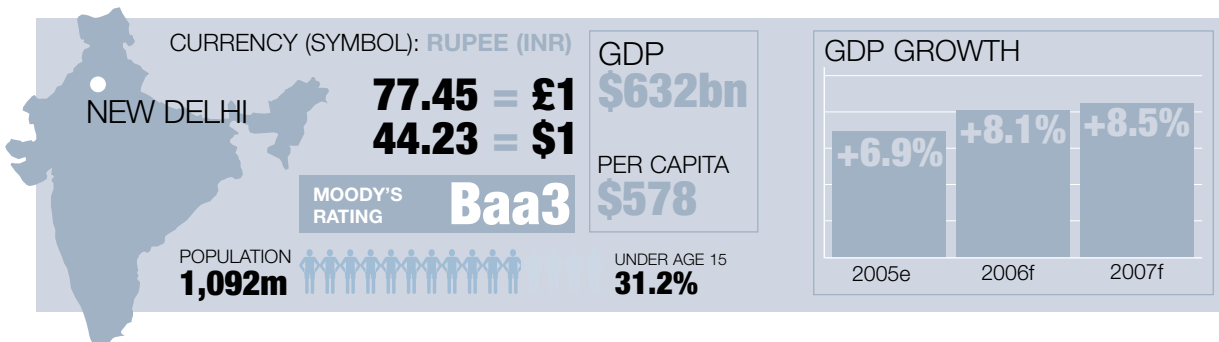 CURRENCY (SYMBOL): RUPEE (INR)
77.45 = £1
44.23 = $1
NEW DELHI
MOODY'S
RATING
Baa3
POPULATION
1,092m
UNDER AGE 15
31.2%
GDP
$632bn
PER CAPITA
$578
GDP GROWTH
+6.9% +8.1% +8.5%
2005e 2006f 2007f